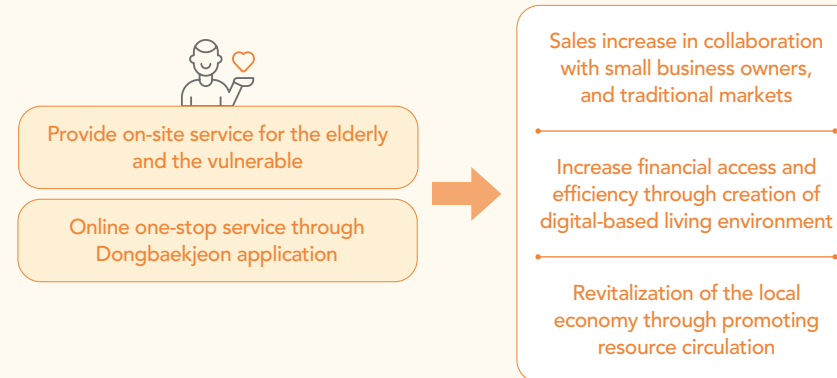 Provide on-site service for the elderly
and the vulnerable
Online one-stop service through
Dongbaekjeon application
Sales increase in collaboration
with small business owners,
and traditional markets
Increase financial access and
efficiency through creation of
digital-based living environment
Revitalization of the local
economy through promoting
resource circulation